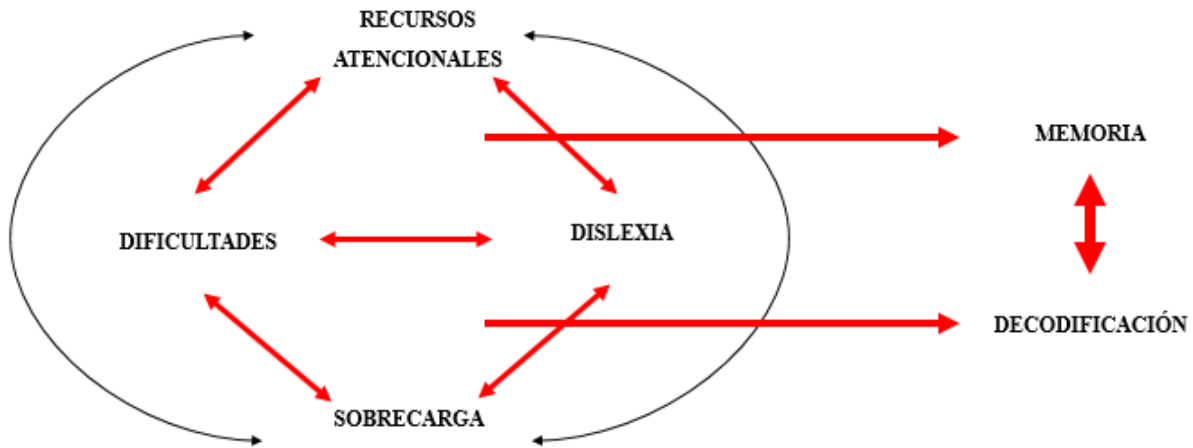 RECURSOS
ATENCIONALES
MEMORIA
DIFICULTADES
DISLEXIA
DECODIFICACIÓN
SOBRECARGA